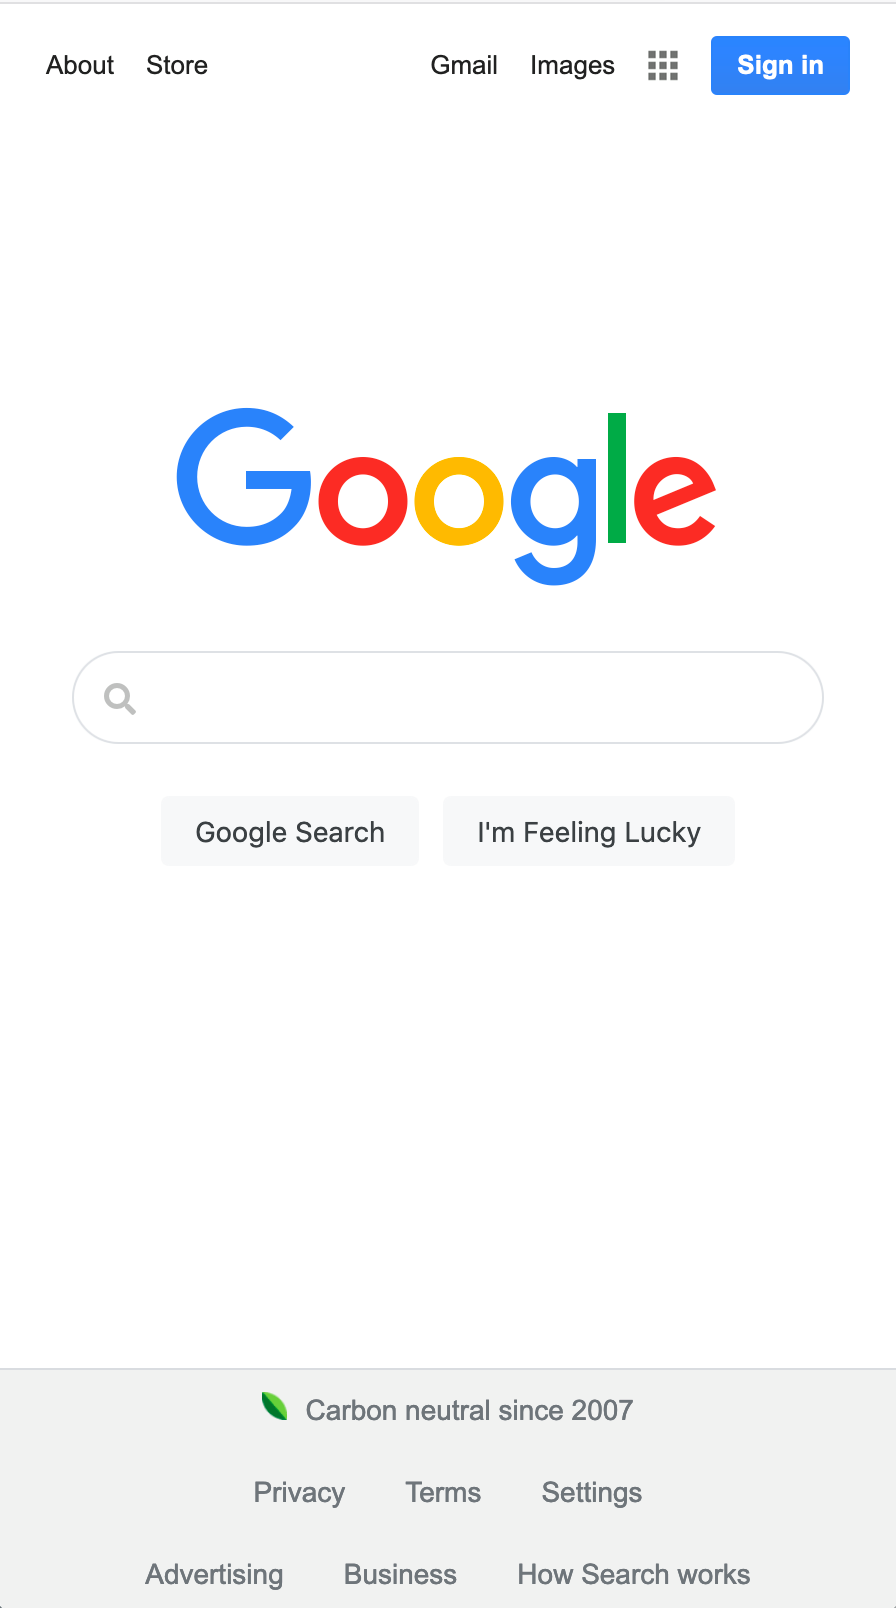 About Store Gmail Images Sign in
Google
Google Search I'm Feeling Lucky
Carbon neutral since 2007
Privacy Terms Settings
Advertising Business How Search works